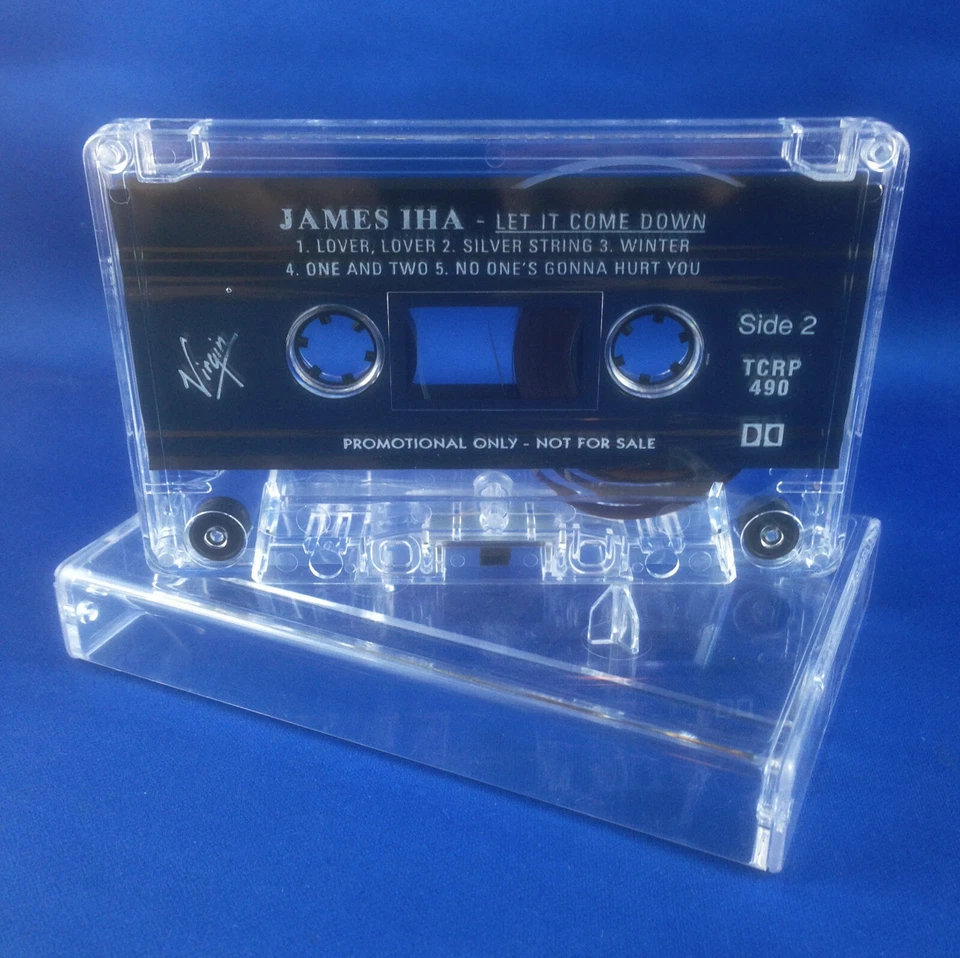 JAMES IHA - LET IT COME DOWN
1. LOVER, LOVER 2. SILVER STRING 3. WINTER
4. ONE AND TWO 5. NO ONE'S GONNA HURT YOU
Virgin
Side 2
TCRP
490
PROMOTIONAL ONLY - NOT FOR SALE